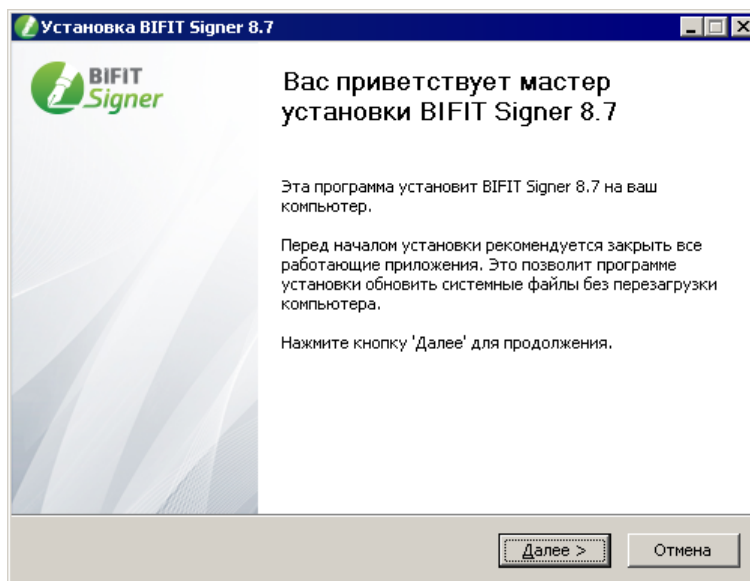 Установка BIFIT Signer 8.7
BIFIT
Signer
Вас приветствует мастер
установки BIFIT Signer 8.7
Эта программа установит BIFIT Signer 8.7 на ваш
компьютер.
Перед началом установки рекомендуется закрыть все
работающие приложения. Это позволит программе
установки обновить системные файлы без перезагрузки
компьютера.
Нажмите кнопку 'Далее' для продолжения.
Далее >
Отмена